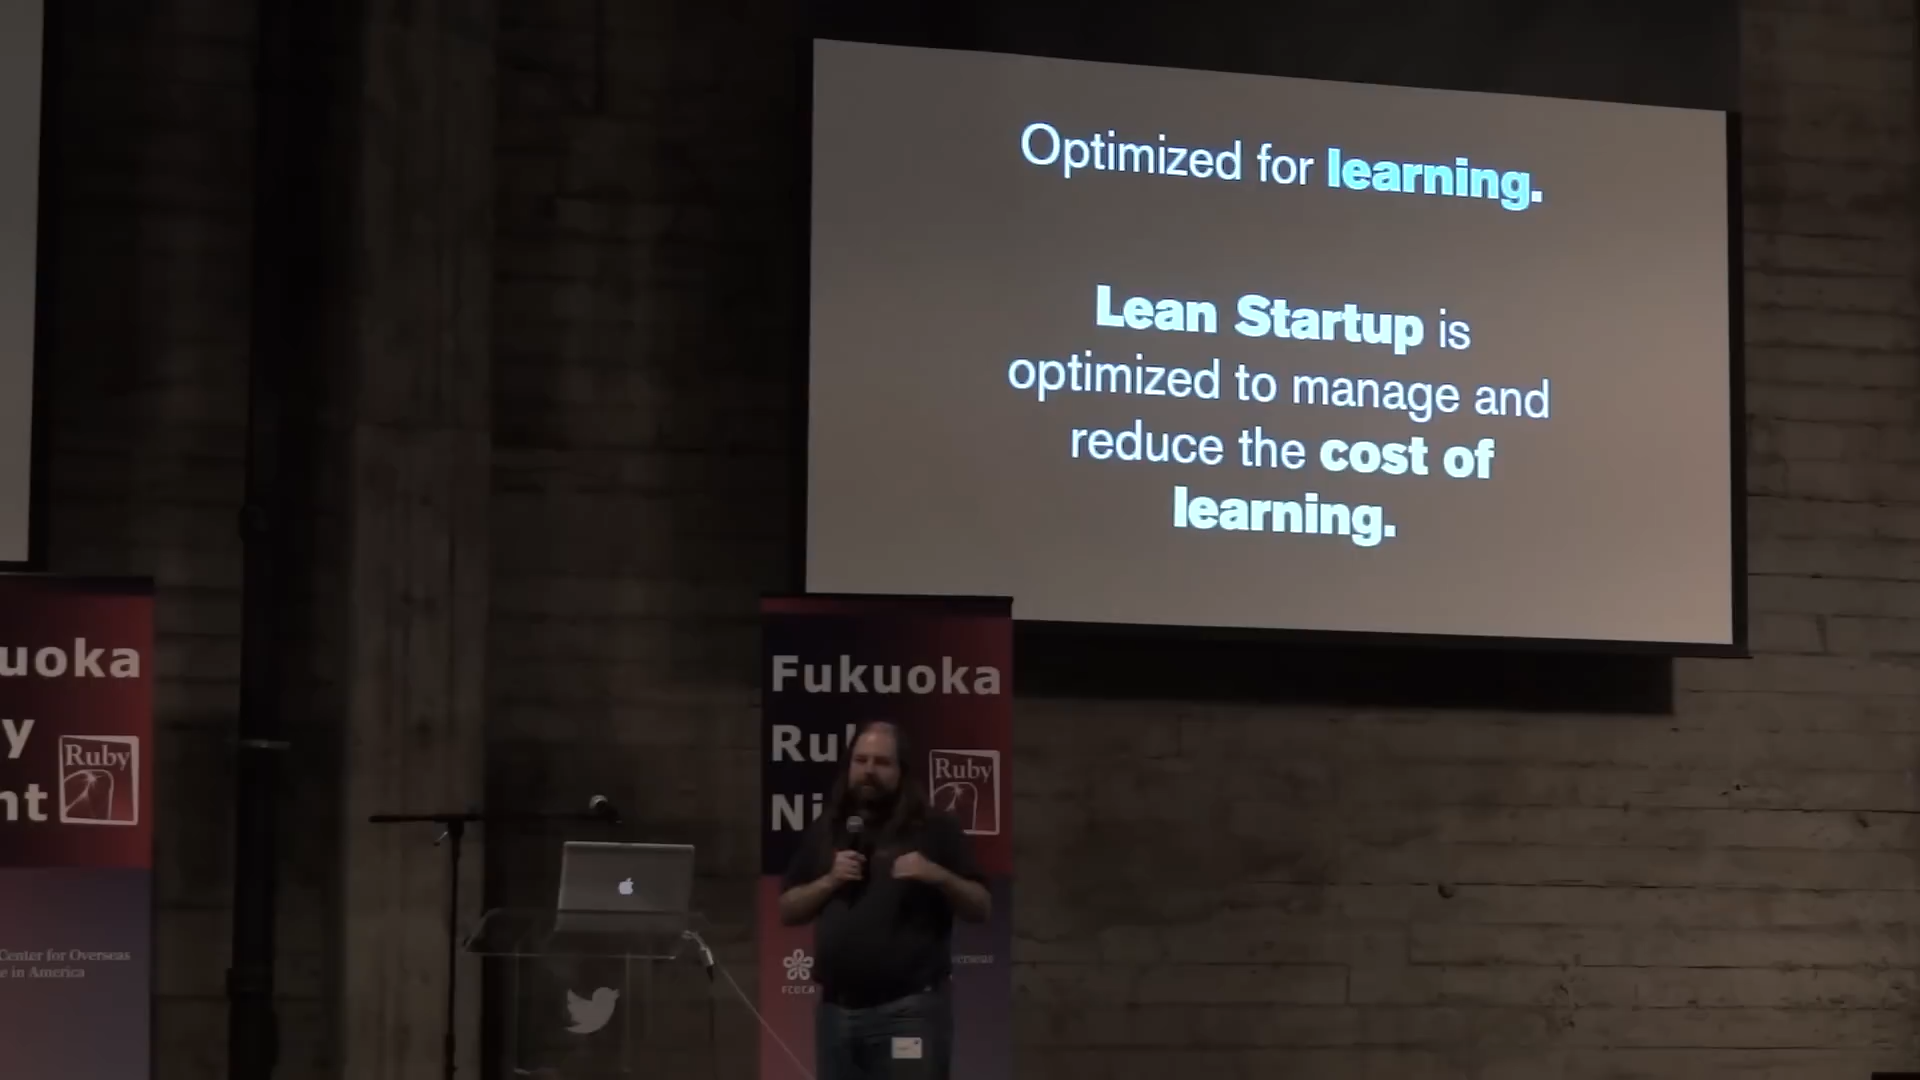 Optimized for learning.
Lean Startup is
optimized to manage and
reduce the cost of
learning.
uoka
y
nt
Ruby
Center for Overseas
e in America
Fukuoka
Ru
Ni
Ruby
FCOCA
verseas